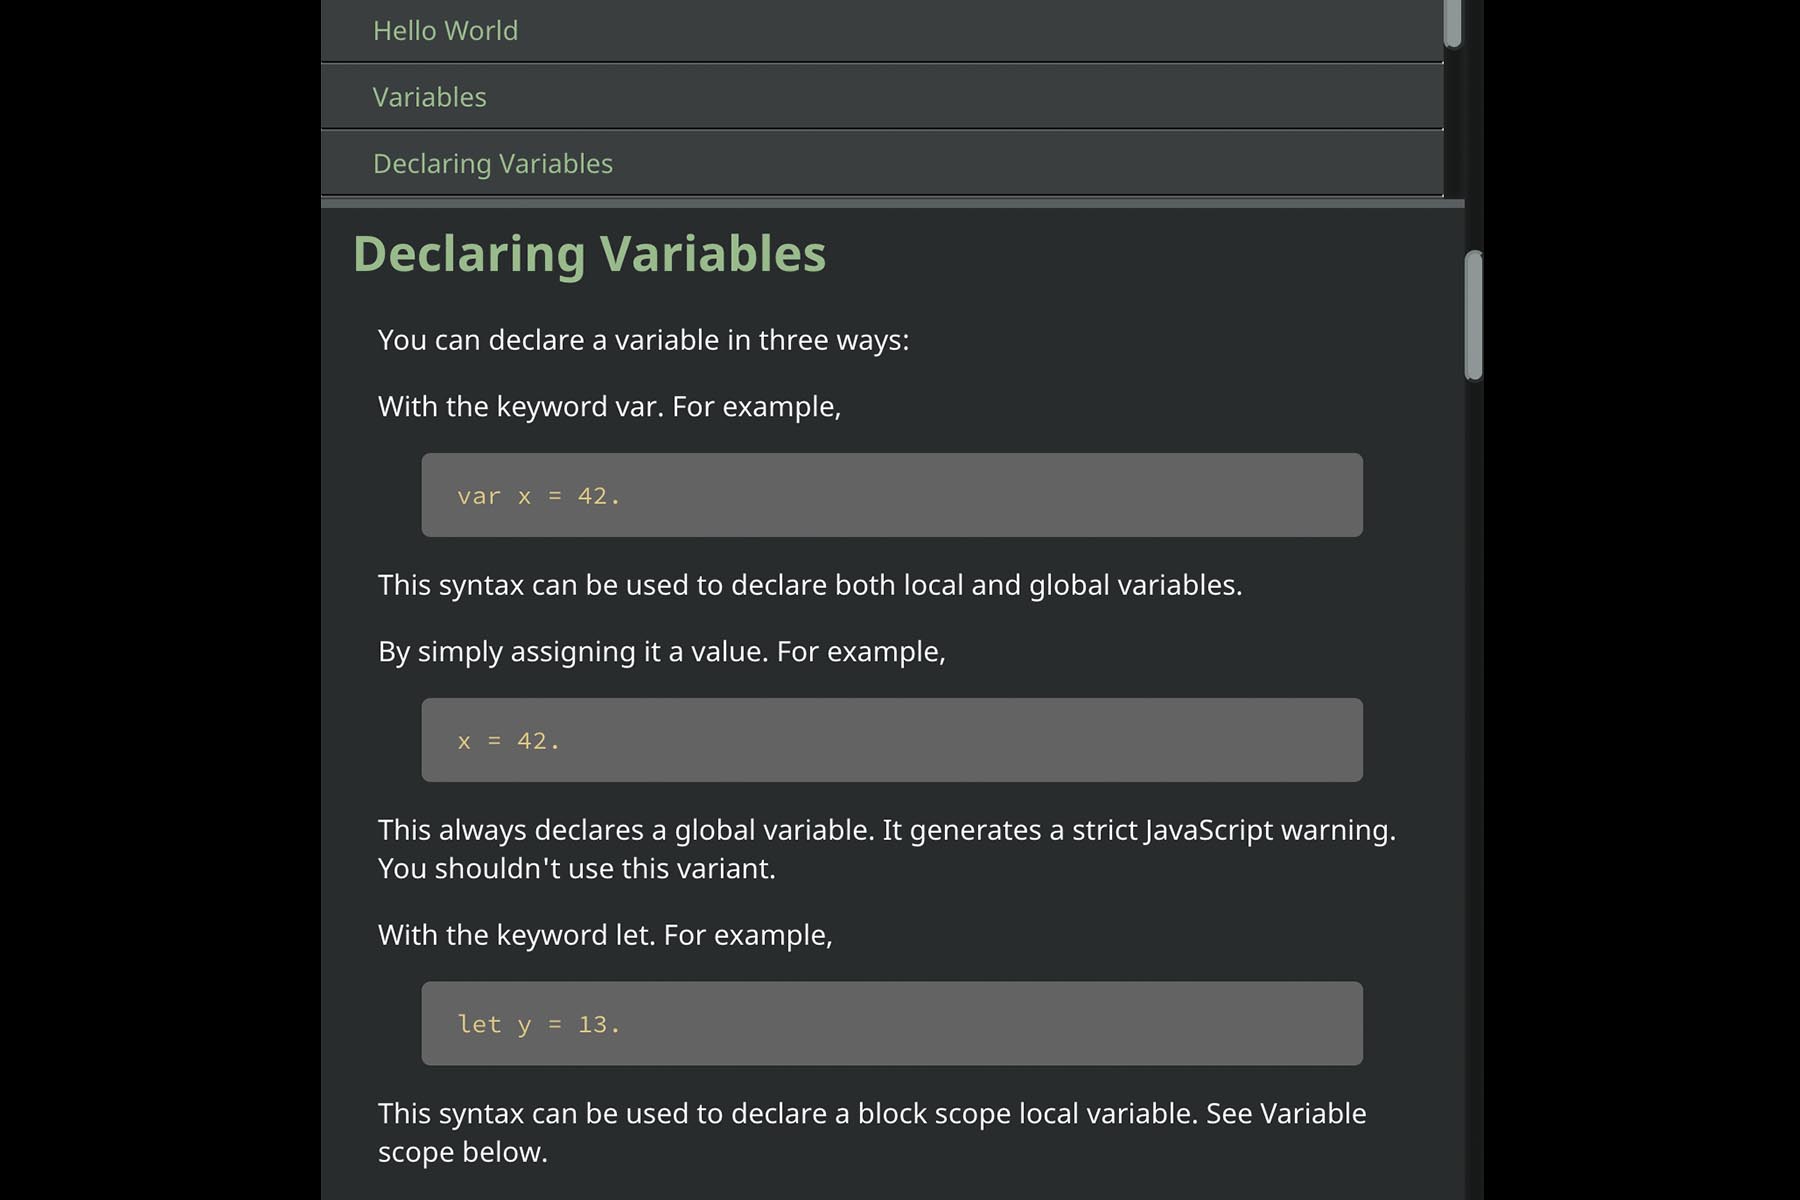 Hello World
Variables
Declaring Variables
Declaring Variables
You can declare a variable in three ways:
With the keyword var. For example,
var x = 42.
This syntax can be used to declare both local and global variables.
By simply assigning it a value. For example,
x = 42.
This always declares a global variable. It generates a strict JavaScript warning.
You shouldn't use this variant.
With the keyword let. For example,
let y = 13.
This syntax can be used to declare a block scope local variable. See Variable
scope below.